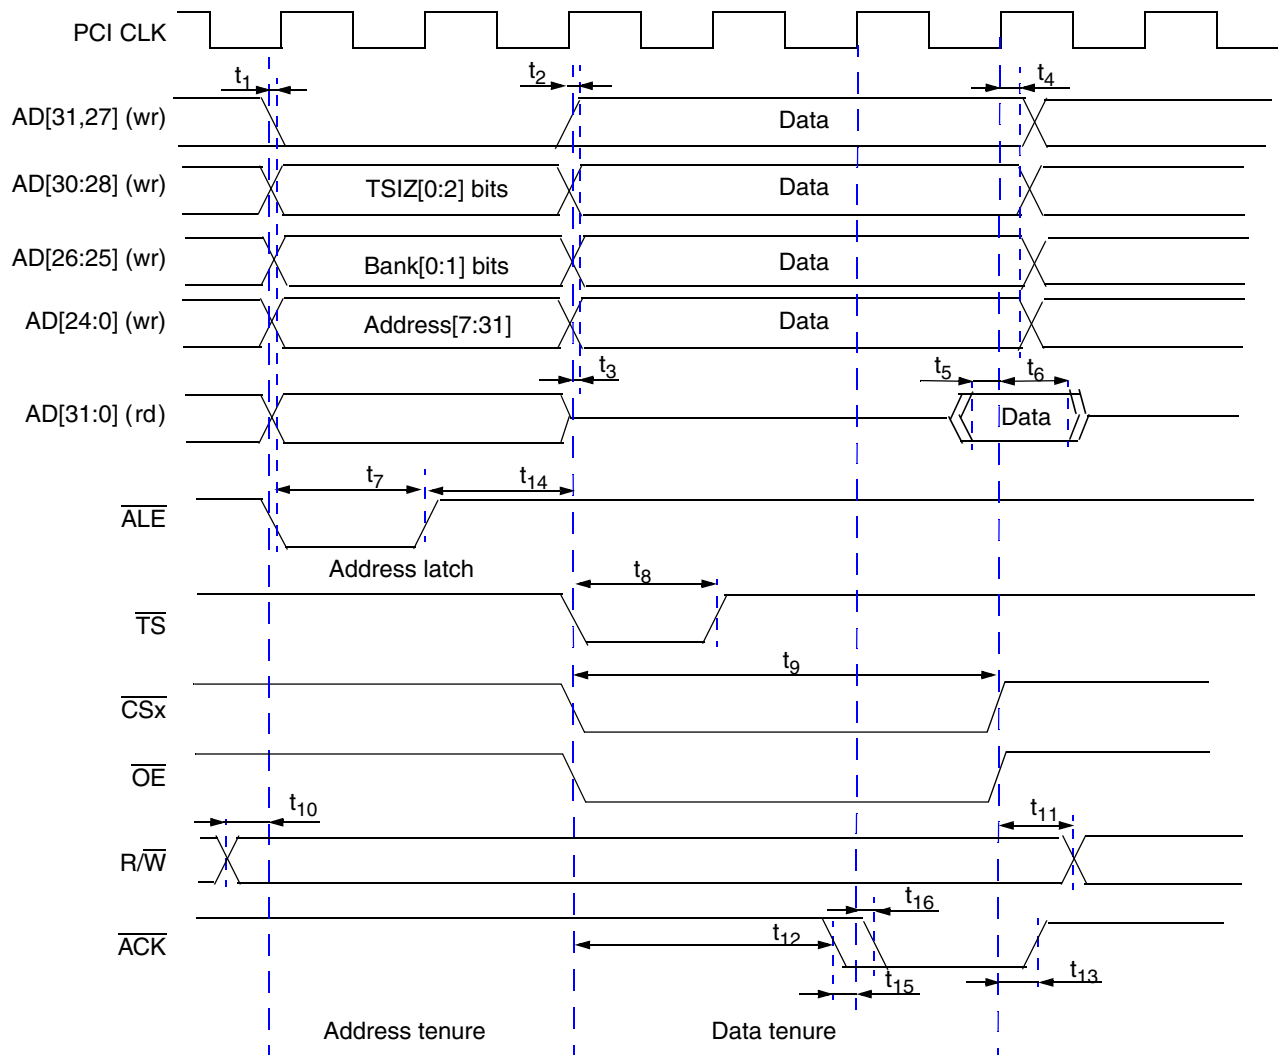 PCI CLK
t1
t2
t4
AD[31,27] (wr)
Data
AD[30:28] (wr)
TSIZ[0:2] bits
Data
AD[26:25] (wr)
Bank[0:1] bits
Data
AD[24:0] (wr)
Address[7:31]
Data
t3
t5
t6
AD[31:0] (rd)
Data
t7
t14
ALE
Address latch
t8
TS
t9
CSx
OE
t10
t11
R/W
t16
ACK
t12
t15
t13
Address tenure
Data tenure